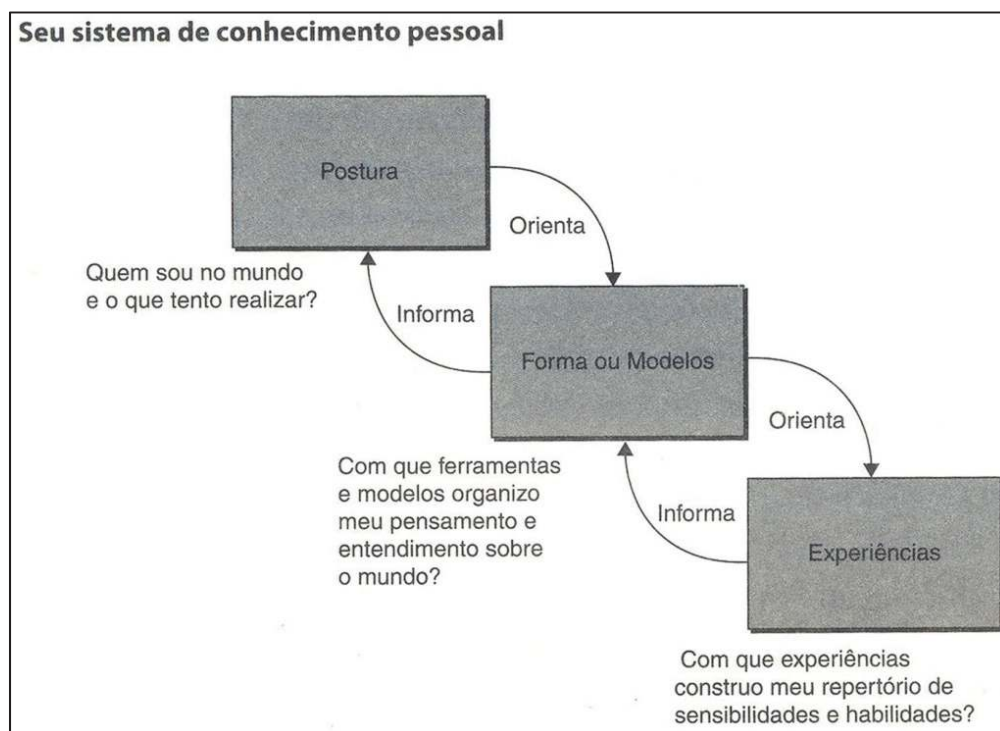 Seu sistema de conhecimento pessoal
Postura
Orienta
Quem sou no mundo
e o que tento realizar?
Informa
Forma ou Modelos
Orienta
Com que ferramentas
e modelos organizo
meu pensamento e
entendimento sobre
o mundo?
Informa
Experiências
Com que experiências
construo meu repertório de
sensibilidades e habilidades?